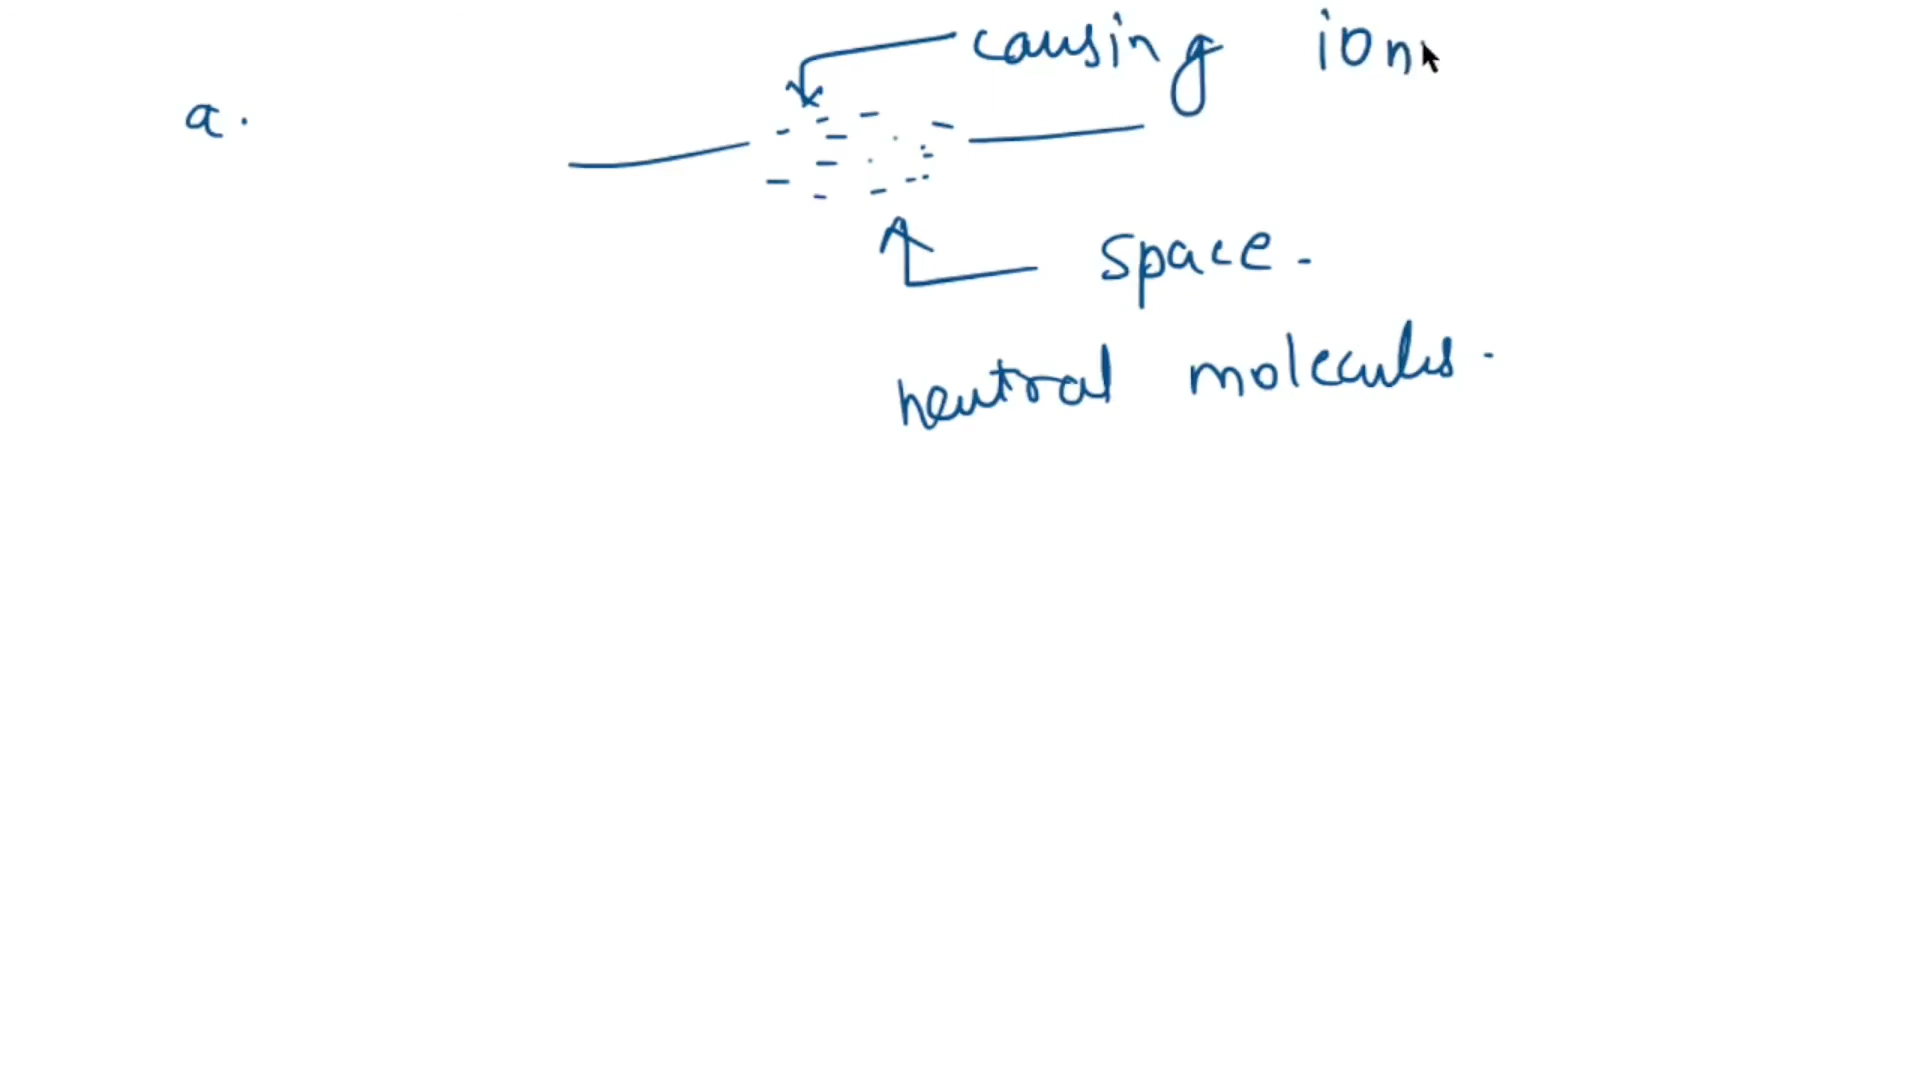 causing ion
a.
space.
neutral molecules.